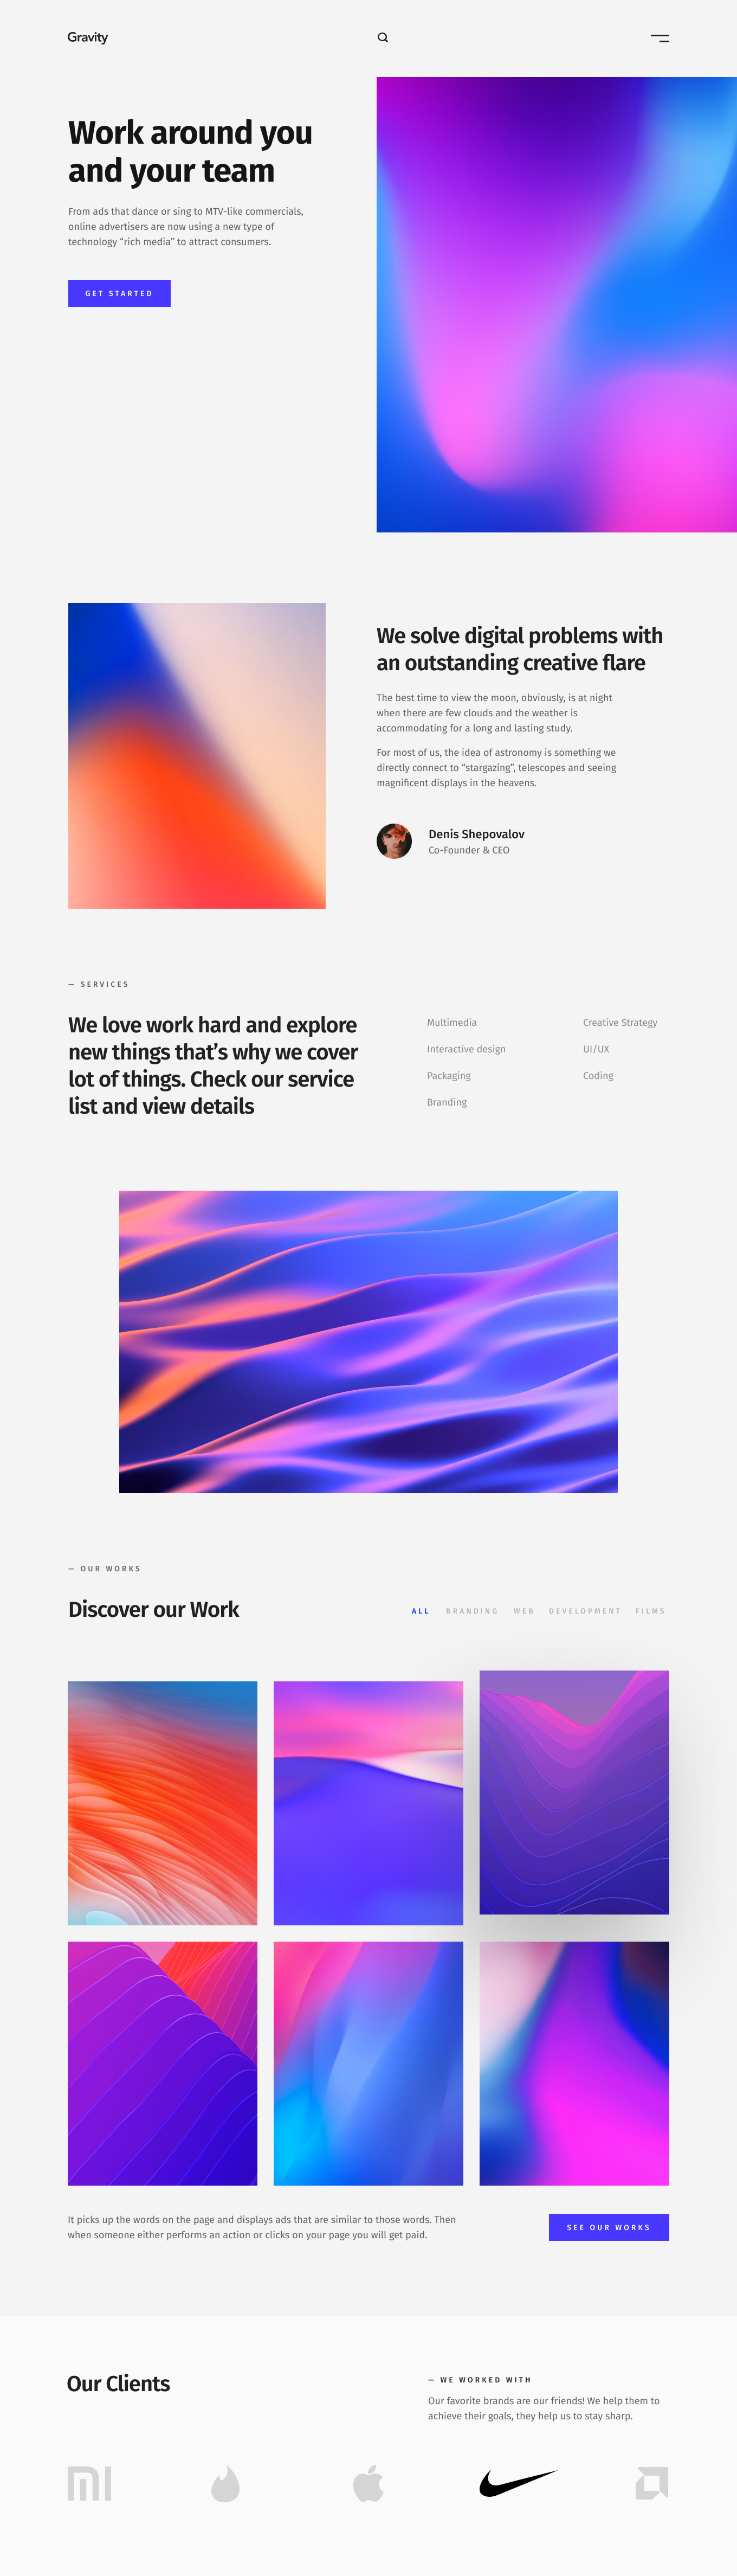 Gravity
Work around you
and your team
From ads that dance or sing to MTV-like commercials,
online advertisers are now using a new type of
technology “rich media” to attract consumers.
GET STARTED
We solve digital problems with
an outstanding creative flare
The best time to view the moon, obviously, is at night
when there are few clouds and the weather is
accommodating for a long and lasting study.
For most of us, the idea of astronomy is something we
directly connect to “stargazing”, telescopes and seeing
magnificent displays in the heavens.
Denis Shepovalov
Co-Founder & CEO
— SERVICES
We love work hard and explore
new things that’s why we cover
lot of things. Check our service
list and view details
Multimedia
Interactive design
Packaging
Branding
Creative Strategy
UI/UX
Coding
— OUR WORKS
Discover our Work
ALL BRANDING WEB DEVELOPMENT FILMS
It picks up the words on the page and displays ads that are similar to those words. Then
when someone either performs an action or clicks on your page you will get paid.
SEE OUR WORKS
Our Clients
— WE WORKED WITH
Our favorite brands are our friends! We help them to
achieve their goals, they help us to stay sharp.